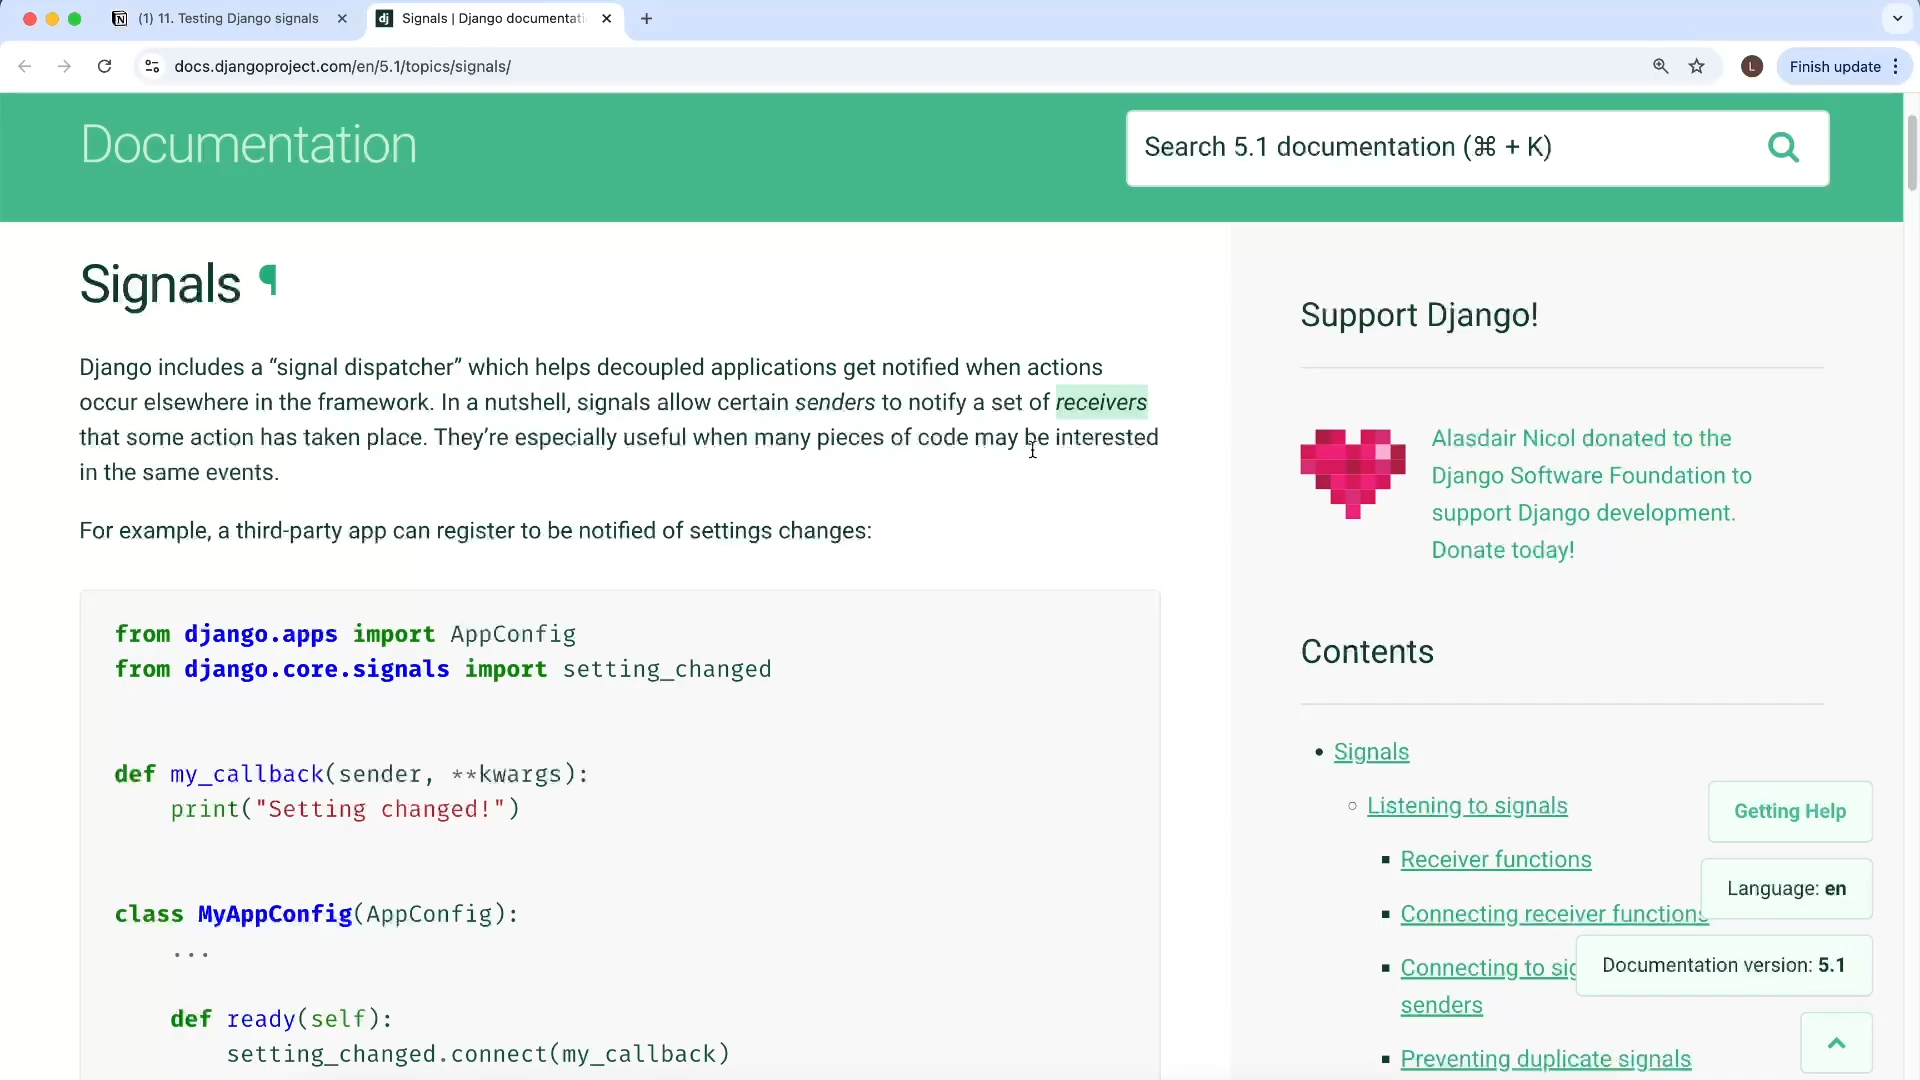 (1) 11. Testing Django signals
Signals | Django documentati
docs.djangoproject.com/en/5.1/topics/signals/
L
Finish update
Documentation
Search 5.1 documentation (⌘ + K)
Signals ¶
Django includes a “signal dispatcher” which helps decoupled applications get notified when actions
occur elsewhere in the framework. In a nutshell, signals allow certain senders to notify a set of receivers
that some action has taken place. They’re especially useful when many pieces of code may be interested
in the same events.
For example, a third-party app can register to be notified of settings changes:
from django.apps import AppConfig
from django.core.signals import setting_changed
def my_callback(sender, **kwargs):
    print("Setting changed!")
class MyAppConfig(AppConfig):
    ...
    def ready(self):
        setting_changed.connect(my_callback)
Support Django!
Alasdair Nicol donated to the
Django Software Foundation to
support Django development.
Donate today!
Contents
Signals
Listening to signals
Receiver functions
Connecting receiver functions
Connecting to sig
senders
Preventing duplicate signals
Getting Help
Language: en
Documentation version: 5.1